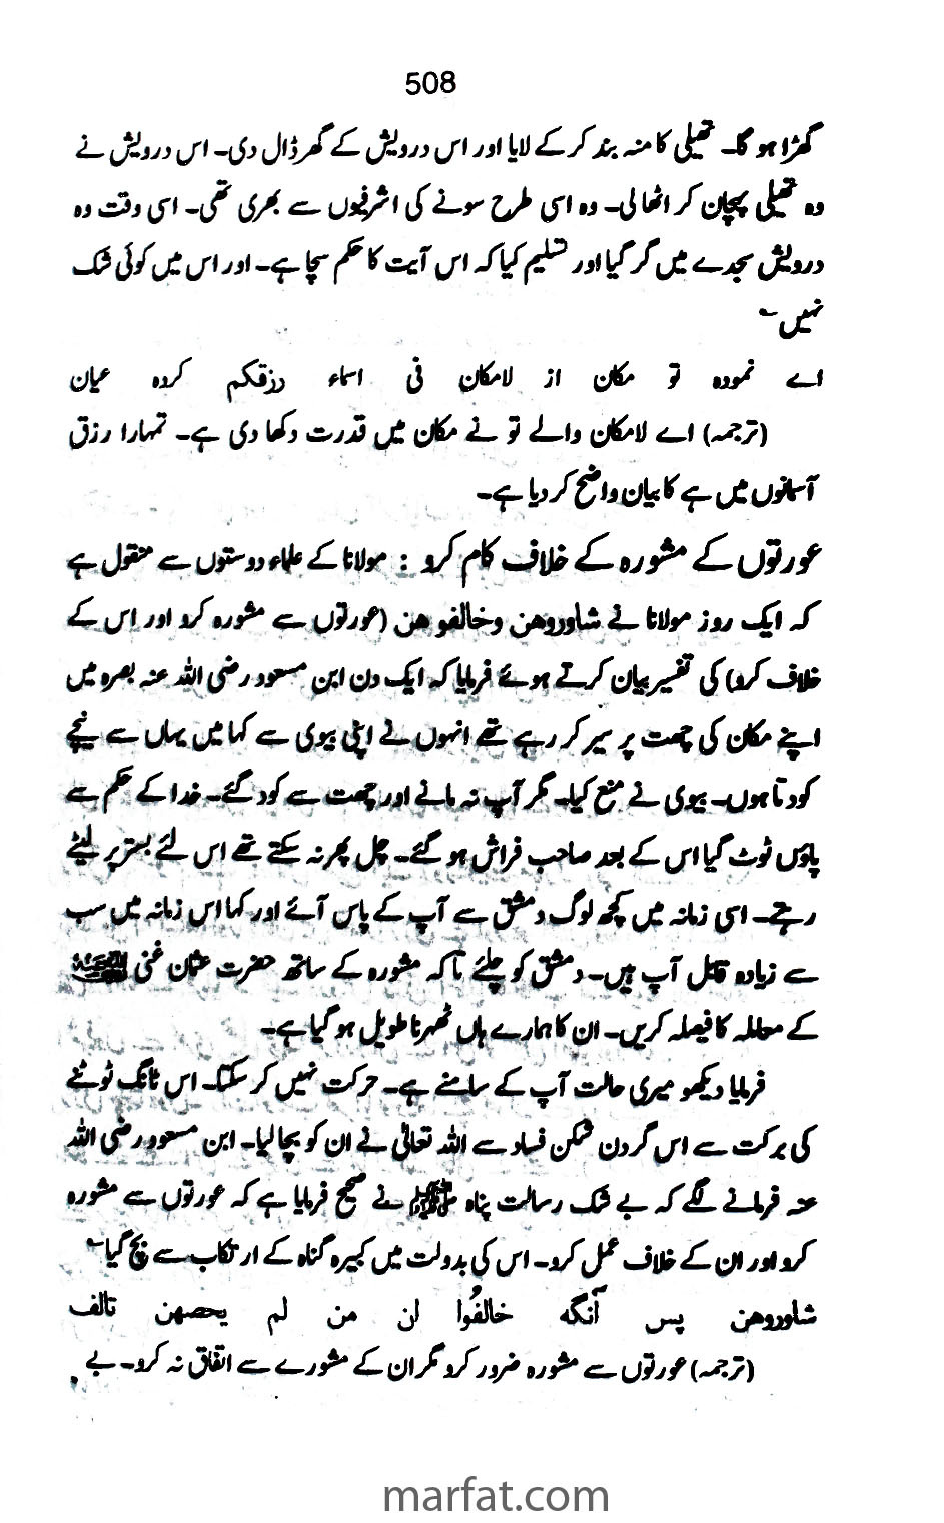 508
گھڑا ہو گا۔ تھیلی کا منہ بند کر کے لایا اور اس درویش کے گھر ڈال دی۔ اس درویش نے
وہ تھیلی پہچان کر اٹھا لی۔ وہ اسی طرح سونے کی اشرفیوں سے بھری تھی۔ اسی وقت وہ
درویش سجدے میں گر گیا اور تسلیم کیا کہ اس آیت کا حکم سچا ہے۔ اور اس میں کوئی شک
نہیں
اے نمودہ تو مکان از لامکان فی اسماء رزقکم کردہ عیان
(ترجمہ) اے لامکان والے تو نے مکان میں قدرت دکھا دی ہے۔ تمہارا رزق
آسمانوں میں ہے کا بیان واضح کر دیا ہے۔
عورتوں کے مشورہ کے خلاف کام کرو : مولانا کے علماء دوستوں سے منقول ہے
کہ ایک روز مولانا نے شاوروھن وخالفو ھن (عورتوں سے مشورہ کرو اور اس کے
خلاف کرو) کی تفسیر بیان کرتے ہوئے فرمایا کہ ایک دن ابن مسعود رضی اللہ عنہ بصرہ میں
اپنے مکان کی چھت پر سیر کر رہے تھے انہوں نے اپنی بیوی سے کہا میں یہاں سے نیچے
کودتا ہوں۔ بیوی نے منع کیا۔ مگر آپ نہ مانے اور چھت سے کود گئے۔ خدا کے حکم سے
پاؤں ٹوٹ گیا اس کے بعد صاحب فراش ہو گئے۔ چل پھر نہ سکتے تھے اس لئے بستر پر لیٹے
رہے۔ اسی زمانہ میں کچھ لوگ دمشق سے آپ کے پاس آئے اور کہا اس زمانہ میں سب
سے زیادہ قابل آپ ہیں۔ دمشق کو چلئے تاکہ مشورہ کے ساتھ حضرت عثمان غنی
کے معاملہ کا فیصلہ کریں۔ ان کا ہمارے ہاں ٹھہرنا طویل ہو گیا ہے۔
فرمایا دیکھو میری حالت آپ کے سامنے ہے۔ حرکت نہیں کر سکتا۔ اس ٹانگ ٹوٹنے
کی برکت سے اس گردن شکن فساد سے اللہ تعالیٰ نے ان کو بچا لیا۔ ابن مسعود رضی اللہ
عنہ فرمانے لگے کہ بے شک رسالت پناہ ﷺ نے صحیح فرمایا ہے کہ عورتوں سے مشورہ
کرو اور ان کے خلاف عمل کرو۔ اس کی بدولت میں کبیرہ گناہ کے ارتکاب سے بچ گیا
شاوروھن پس آنگہ خالفُوا ان من لم یحصھن تالف
(ترجمہ) عورتوں سے مشورہ ضرور کرو مگر ان کے مشورے سے اتفاق نہ کرو۔ بے
marfat.com